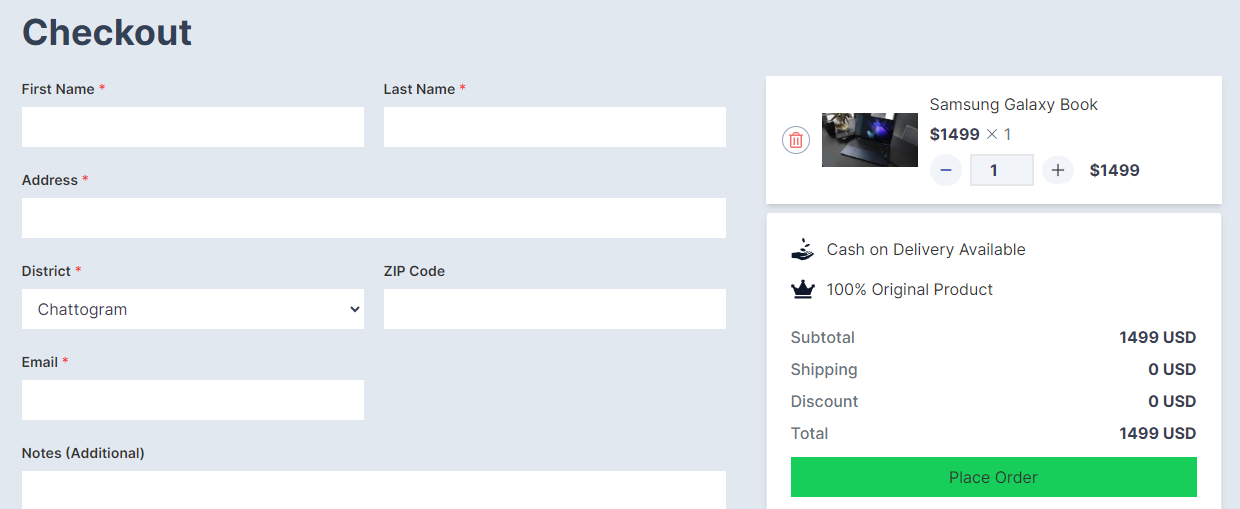 Checkout
First Name *
Last Name *
Address *
District *
ZIP Code
Chattogram
Email *
Notes (Additional)
Samsung Galaxy Book
$1499 × 1
− 1 + $1499
Cash on Delivery Available
100% Original Product
Subtotal 1499 USD
Shipping 0 USD
Discount 0 USD
Total 1499 USD
Place Order